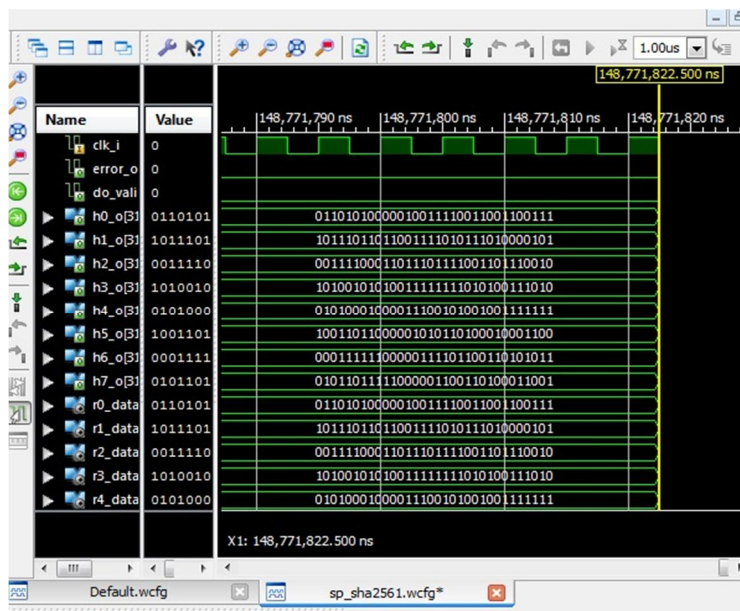 1.00us
148,771,822.500 ns
Name Value
148,771,790 ns 148,771,800 ns 148,771,810 ns 148,771,820 ns
clk_i 0
error_o 0
do_vali 0
h0_o[31 0110101 01101010000010011110011001100111
h1_o[31 1011101 10111011011001111010111010000101
h2_o[31 0011110 00111100011011101111001101110010
h3_o[31 1010010 10100101010011111111010100111010
h4_o[31 0101000 01010001000011100101001001111111
h5_o[31 1001101 10011011000001010110100010001100
h6_o[31 0001111 00011111100000111101100110101011
h7_o[31 0101101 01011011111000001100110100011001
r0_data 0110101 01101010000010011110011001100111
r1_data 1011101 10111011011001111010111010000101
r2_data 0011110 00111100011011101111001101110010
r3_data 1010010 10100101010011111111010100111010
r4_data 0101000 01010001000011100101001001111111
X1: 148,771,822.500 ns
Default.wcfg sp_sha2561.wcfg*